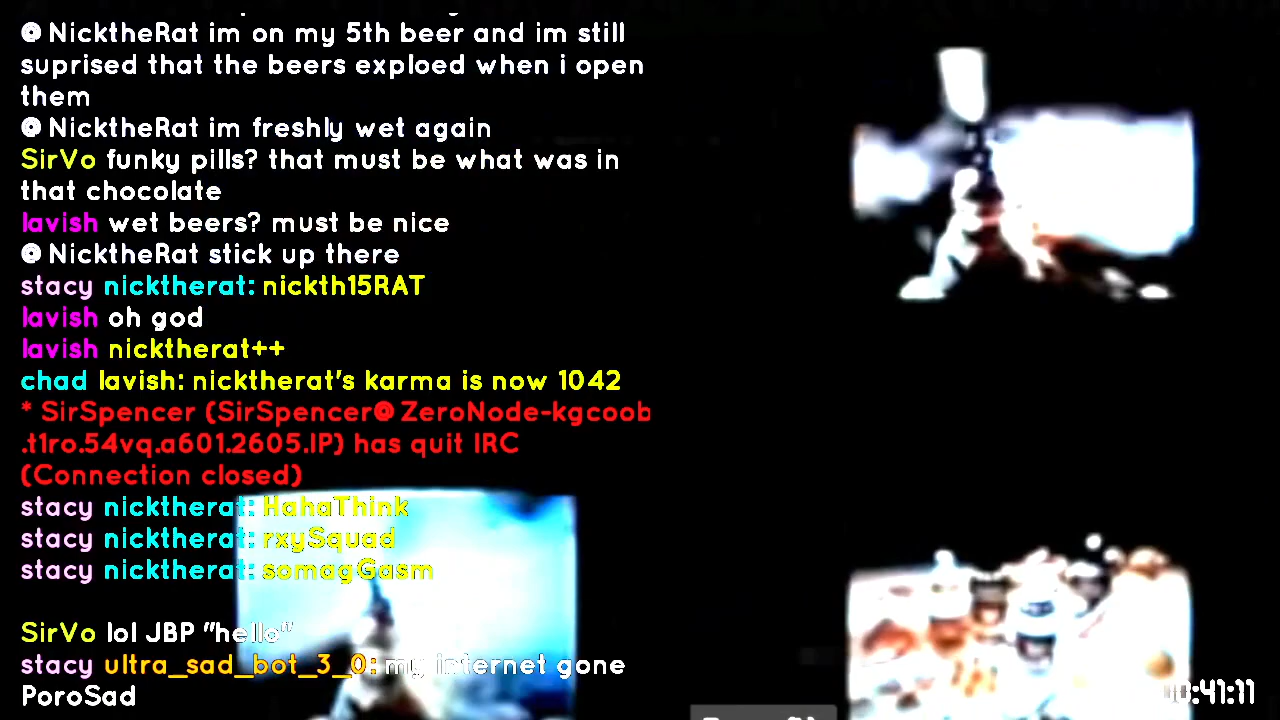 @ NicktheRat im on my 5th beer and im still
suprised that the beers exploed when i open
them
@ NicktheRat im freshly wet again
SirVo funky pills? that must be what was in
that chocolate
lavish wet beers? must be nice
@ NicktheRat stick up there
stacy nicktherat: nickth15RAT
lavish oh god
lavish nicktherat++
chad lavish: nicktherat's karma is now 1042
* SirSpencer (SirSpencer@ ZeroNode-kgcoob
.t1ro.54vq.a601.2605.IP) has quit IRC
(Connection closed)
stacy nicktherat: HahaThink
stacy nicktherat: rxySquad
stacy nicktherat: somagGasm
SirVo lol JBP "hello"
stacy ultra_sad_bot_3_0: my internet gone
PoroSad